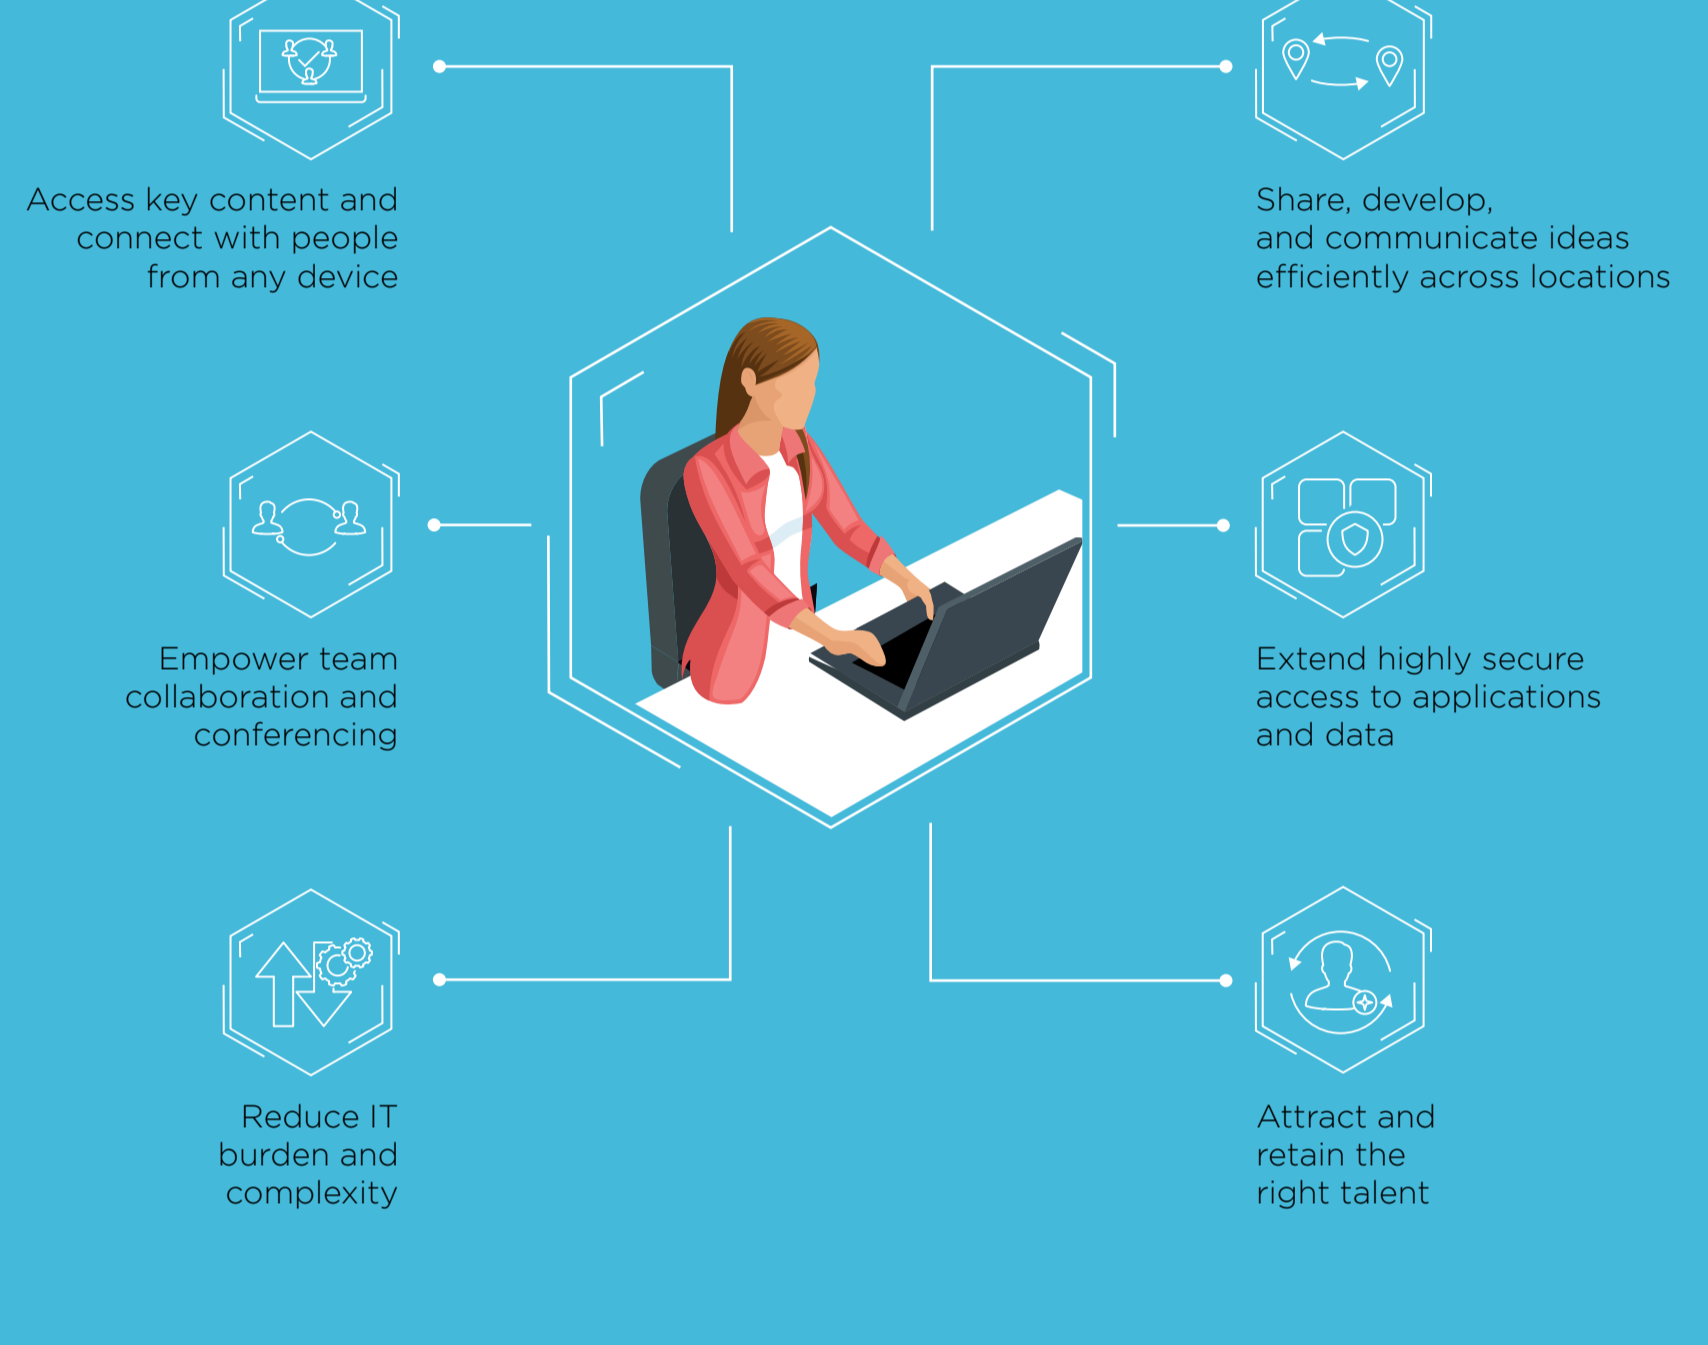 Access key content and
connect with people
from any device
Share, develop,
and communicate ideas
efficiently across locations
Empower team
collaboration and
conferencing
Extend highly secure
access to applications
and data
Reduce IT
burden and
complexity
Attract and
retain the
right talent